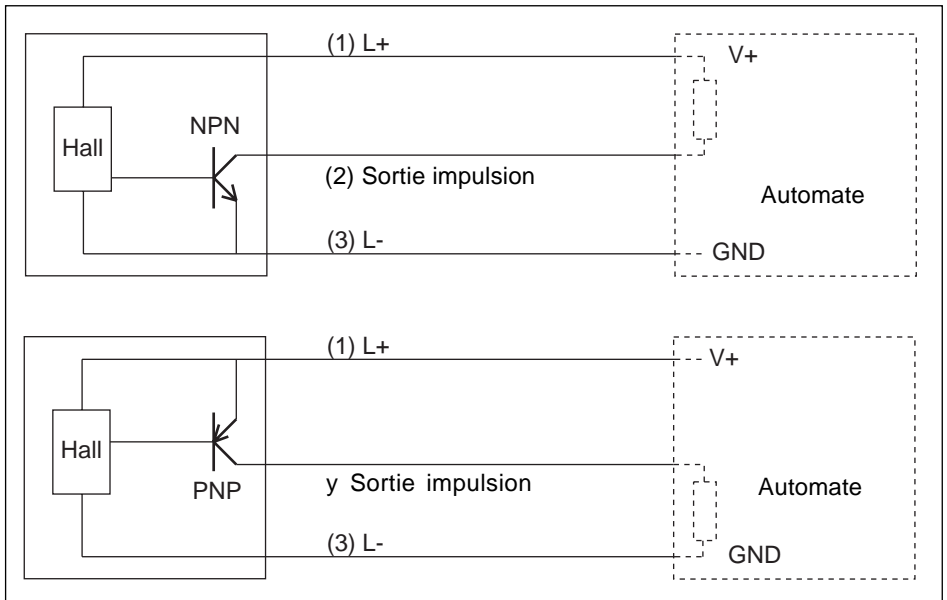 (1) L+
V+
NPN
Hall
(2) Sortie impulsion
Automate
(3) L-
GND
(1) L+
V+
Hall
PNP
y Sortie impulsion
Automate
(3) L-
GND